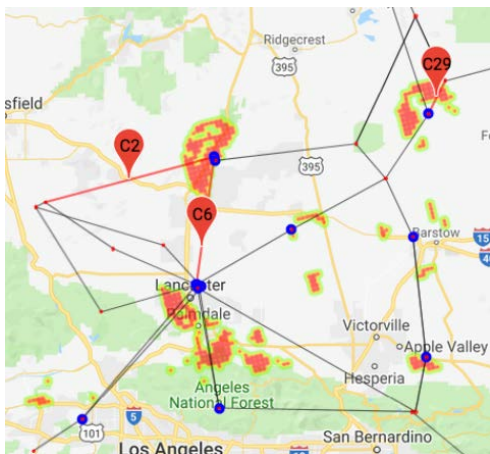 Ridgecrest
395
C29
sfield
C2
395
C6
Barstow
15
40
Lancaster
Palmdale
Victorville
Apple Valley
Hesperia
Angeles
National Forest
5
101
Los Angeles
San Bernardino